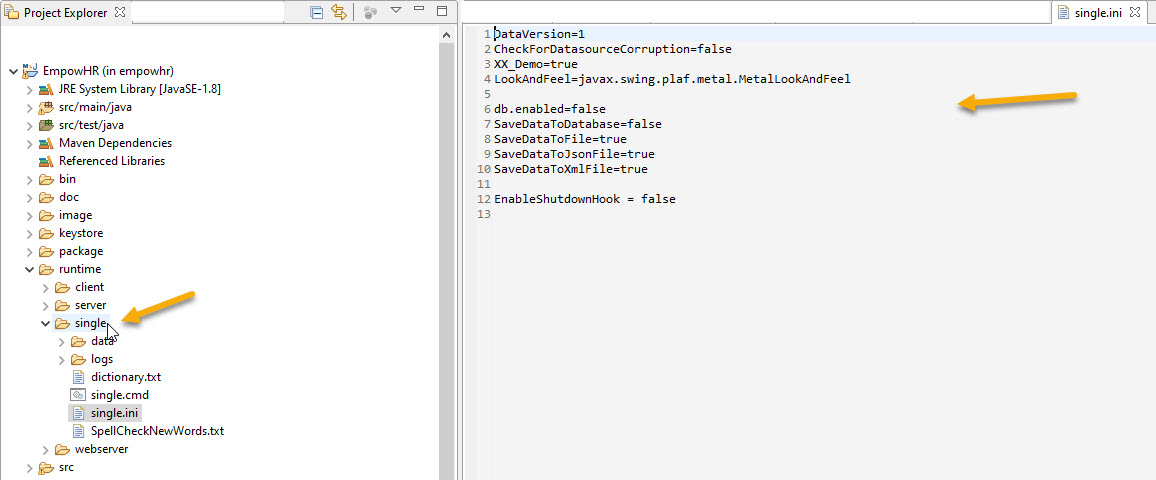 Project Explorer
EmpowHR (in empowhr)
JRE System Library [JavaSE-1.8]
src/main/java
src/test/java
Maven Dependencies
Referenced Libraries
bin
doc
image
keystore
package
runtime
client
server
single
data
logs
dictionary.txt
single.cmd
single.ini
SpellCheckNewWords.txt
webserver
src
single.ini
1 DataVersion=1
2 CheckForDatasourceCorruption=false
3 XX_Demo=true
4 LookAndFeel=javax.swing.plaf.metal.MetalLookAndFeel
5
6 db.enabled=false
7 SaveDataToDatabase=false
8 SaveDataToFile=true
9 SaveDataToJsonFile=true
10 SaveDataToXmlFile=true
11
12 EnableShutdownHook = false
13